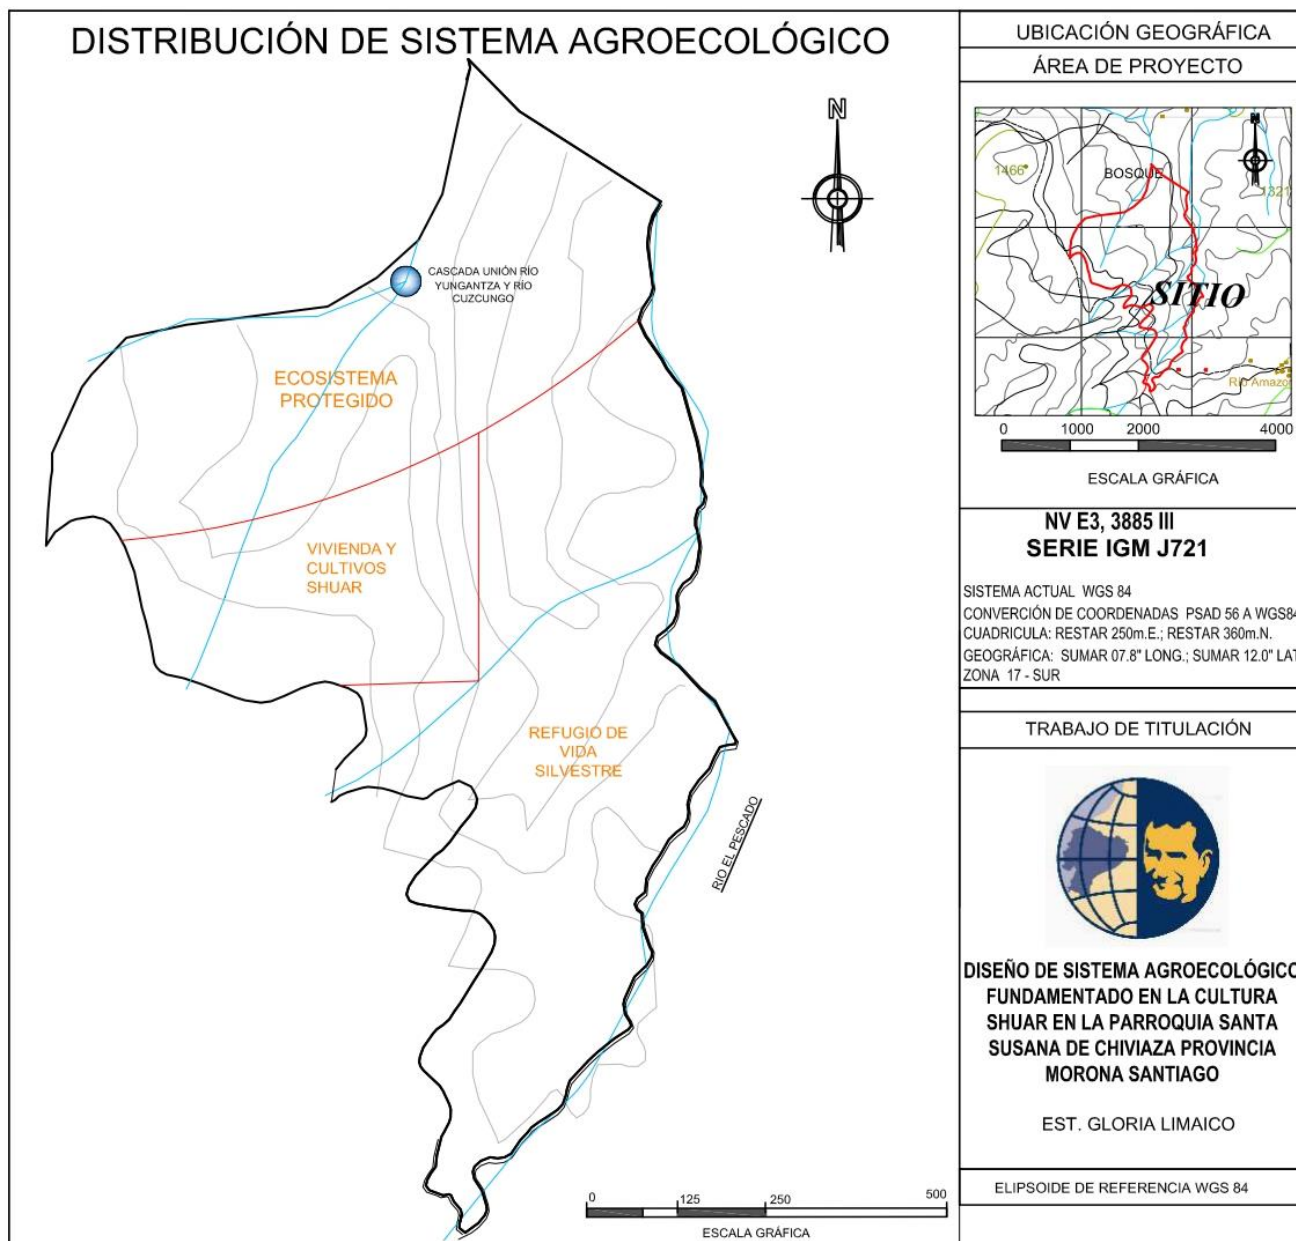 DISTRIBUCIÓN DE SISTEMA AGROECOLÓGICO
N
CASCADA UNIÓN RÍO
YUNGANTZA Y RÍO
CUZCUNGO
ECOSISTEMA
PROTEGIDO
VIVIENDA Y
CULTIVOS
SHUAR
REFUGIO DE
VIDA
SILVESTRE
RIO EL PESCADO
0 125 250 500
ESCALA GRÁFICA
UBICACIÓN GEOGRÁFICA
ÁREA DE PROYECTO
N
1466
BOSQUE
1321
SITIO
Río Amazo
0 1000 2000 4000
ESCALA GRÁFICA
NV E3, 3885 III
SERIE IGM J721
SISTEMA ACTUAL WGS 84
CONVERCIÓN DE COORDENADAS PSAD 56 A WGS84
CUADRICULA: RESTAR 250m.E.; RESTAR 360m.N.
GEOGRÁFICA: SUMAR 07.8" LONG.; SUMAR 12.0" LAT
ZONA 17 - SUR
TRABAJO DE TITULACIÓN
DISEÑO DE SISTEMA AGROECOLÓGICO
FUNDAMENTADO EN LA CULTURA
SHUAR EN LA PARROQUIA SANTA
SUSANA DE CHIVIAZA PROVINCIA
MORONA SANTIAGO
EST. GLORIA LIMAICO
ELIPSOIDE DE REFERENCIA WGS 84